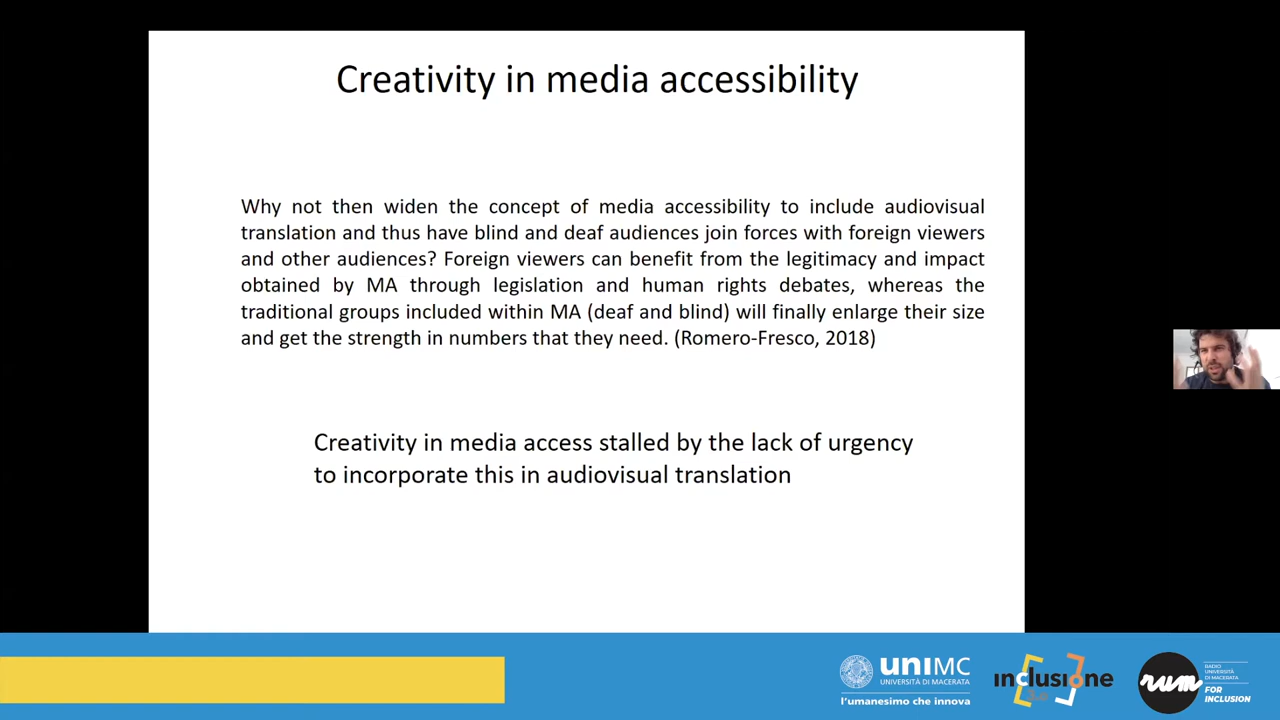 Creativity in media accessibility
Why not then widen the concept of media accessibility to include audiovisual
translation and thus have blind and deaf audiences join forces with foreign viewers
and other audiences? Foreign viewers can benefit from the legitimacy and impact
obtained by MA through legislation and human rights debates, whereas the
traditional groups included within MA (deaf and blind) will finally enlarge their size
and get the strength in numbers that they need. (Romero-Fresco, 2018)
Creativity in media access stalled by the lack of urgency
to incorporate this in audiovisual translation
UNIMC
UNIVERSITÀ DI MACERATA
l'umanesimo che innova
inclusione
rum
RADIO
UNIVERSITÀ
DI MACERATA
FOR
INCLUSION